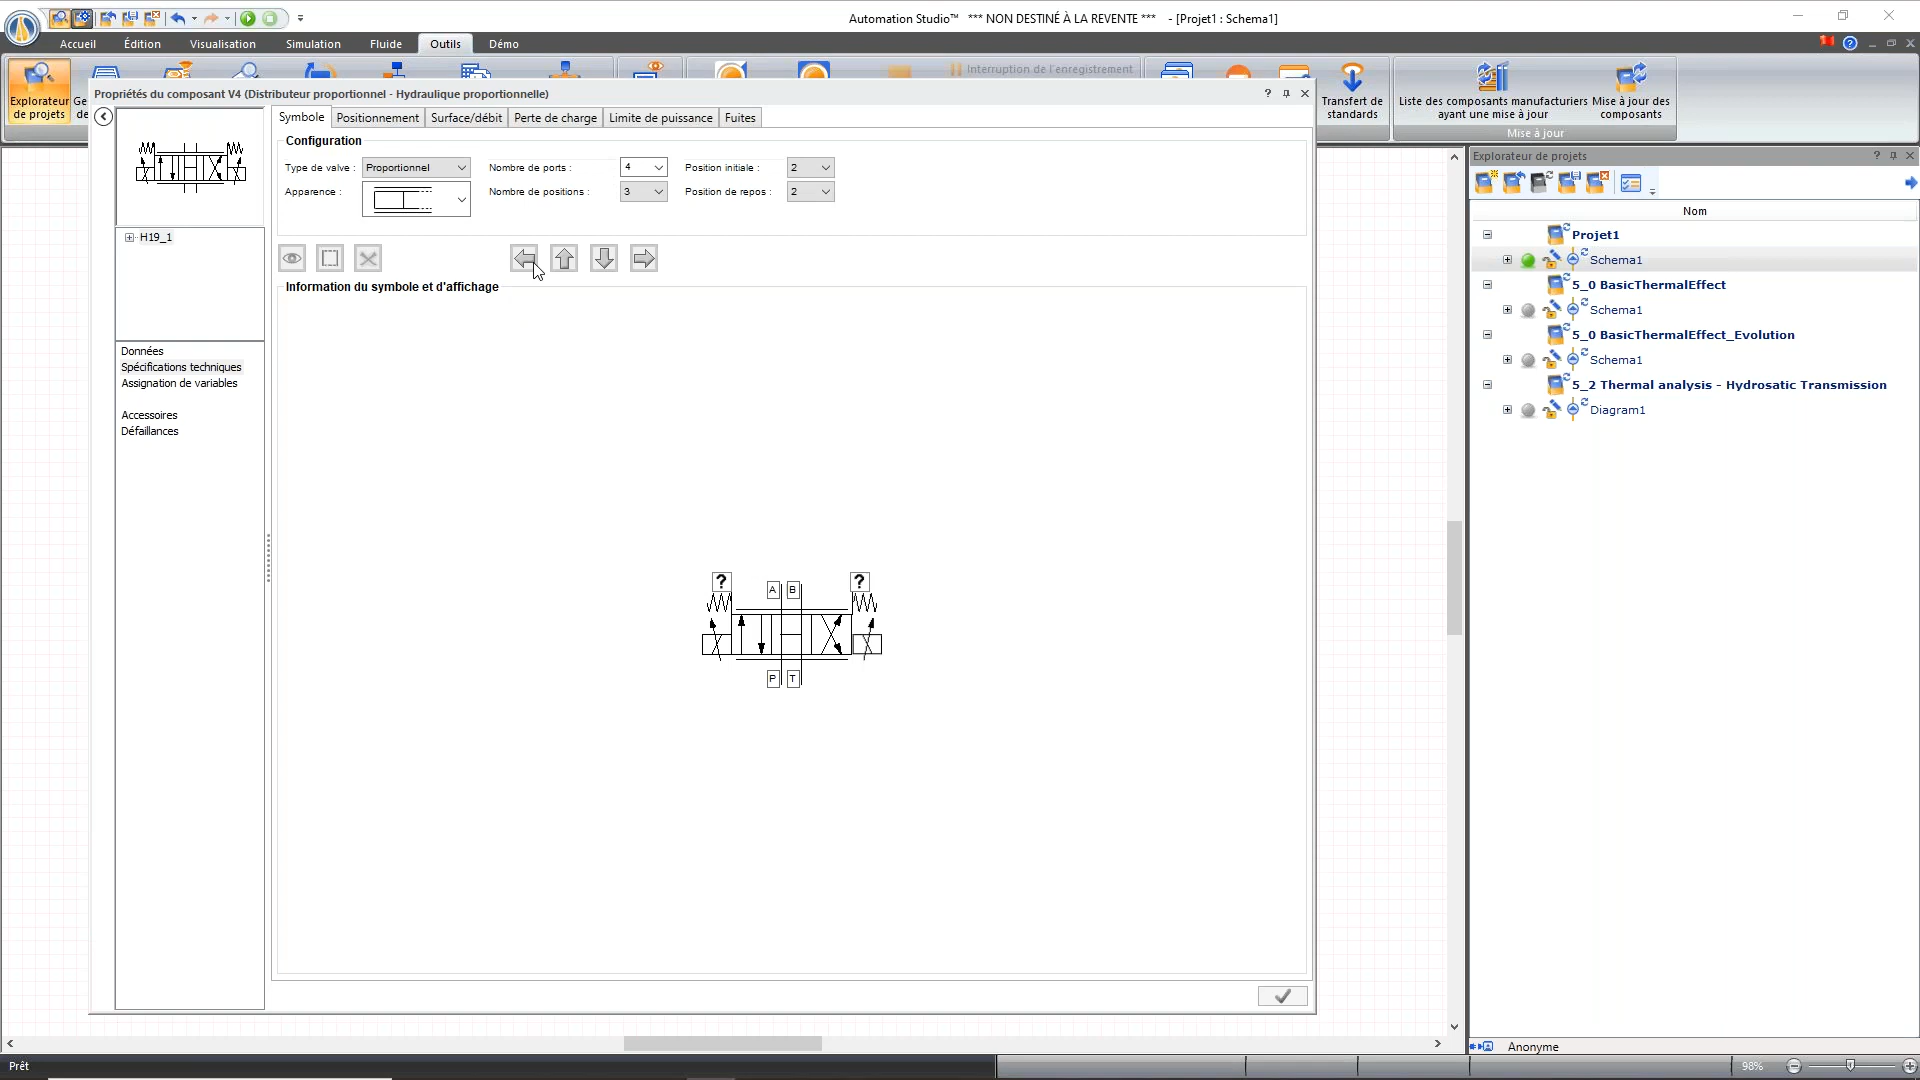 Automation Studio™ *** NON DESTINÉ À LA REVENTE *** - [Projet1 : Schema1]
Accueil Édition Visualisation Simulation Fluide Outils Démo
Interruption de l'enregistrement
Explorateur de projets
Transfert de standards
Liste des composants manufacturiers ayant une mise à jour
Mise à jour des composants
Mise à jour
Propriétés du composant V4 (Distributeur proportionnel - Hydraulique proportionnelle)
?
H19_1
Données
Spécifications techniques
Assignation de variables
Accessoires
Défaillances
Symbole Positionnement Surface/débit Perte de charge Limite de puissance Fuites
Configuration
Type de valve : Proportionnel Nombre de ports : 4 Position initiale : 2
Apparence : Nombre de positions : 3 Position de repos : 2
Information du symbole et d'affichage
? ?
A B
P T
Explorateur de projets
?
Nom
Projet1
Schema1
5_0 BasicThermalEffect
Schema1
5_0 BasicThermalEffect_Evolution
Schema1
5_2 Thermal analysis - Hydrosatic Transmission
Diagram1
Anonyme
Prêt
98%